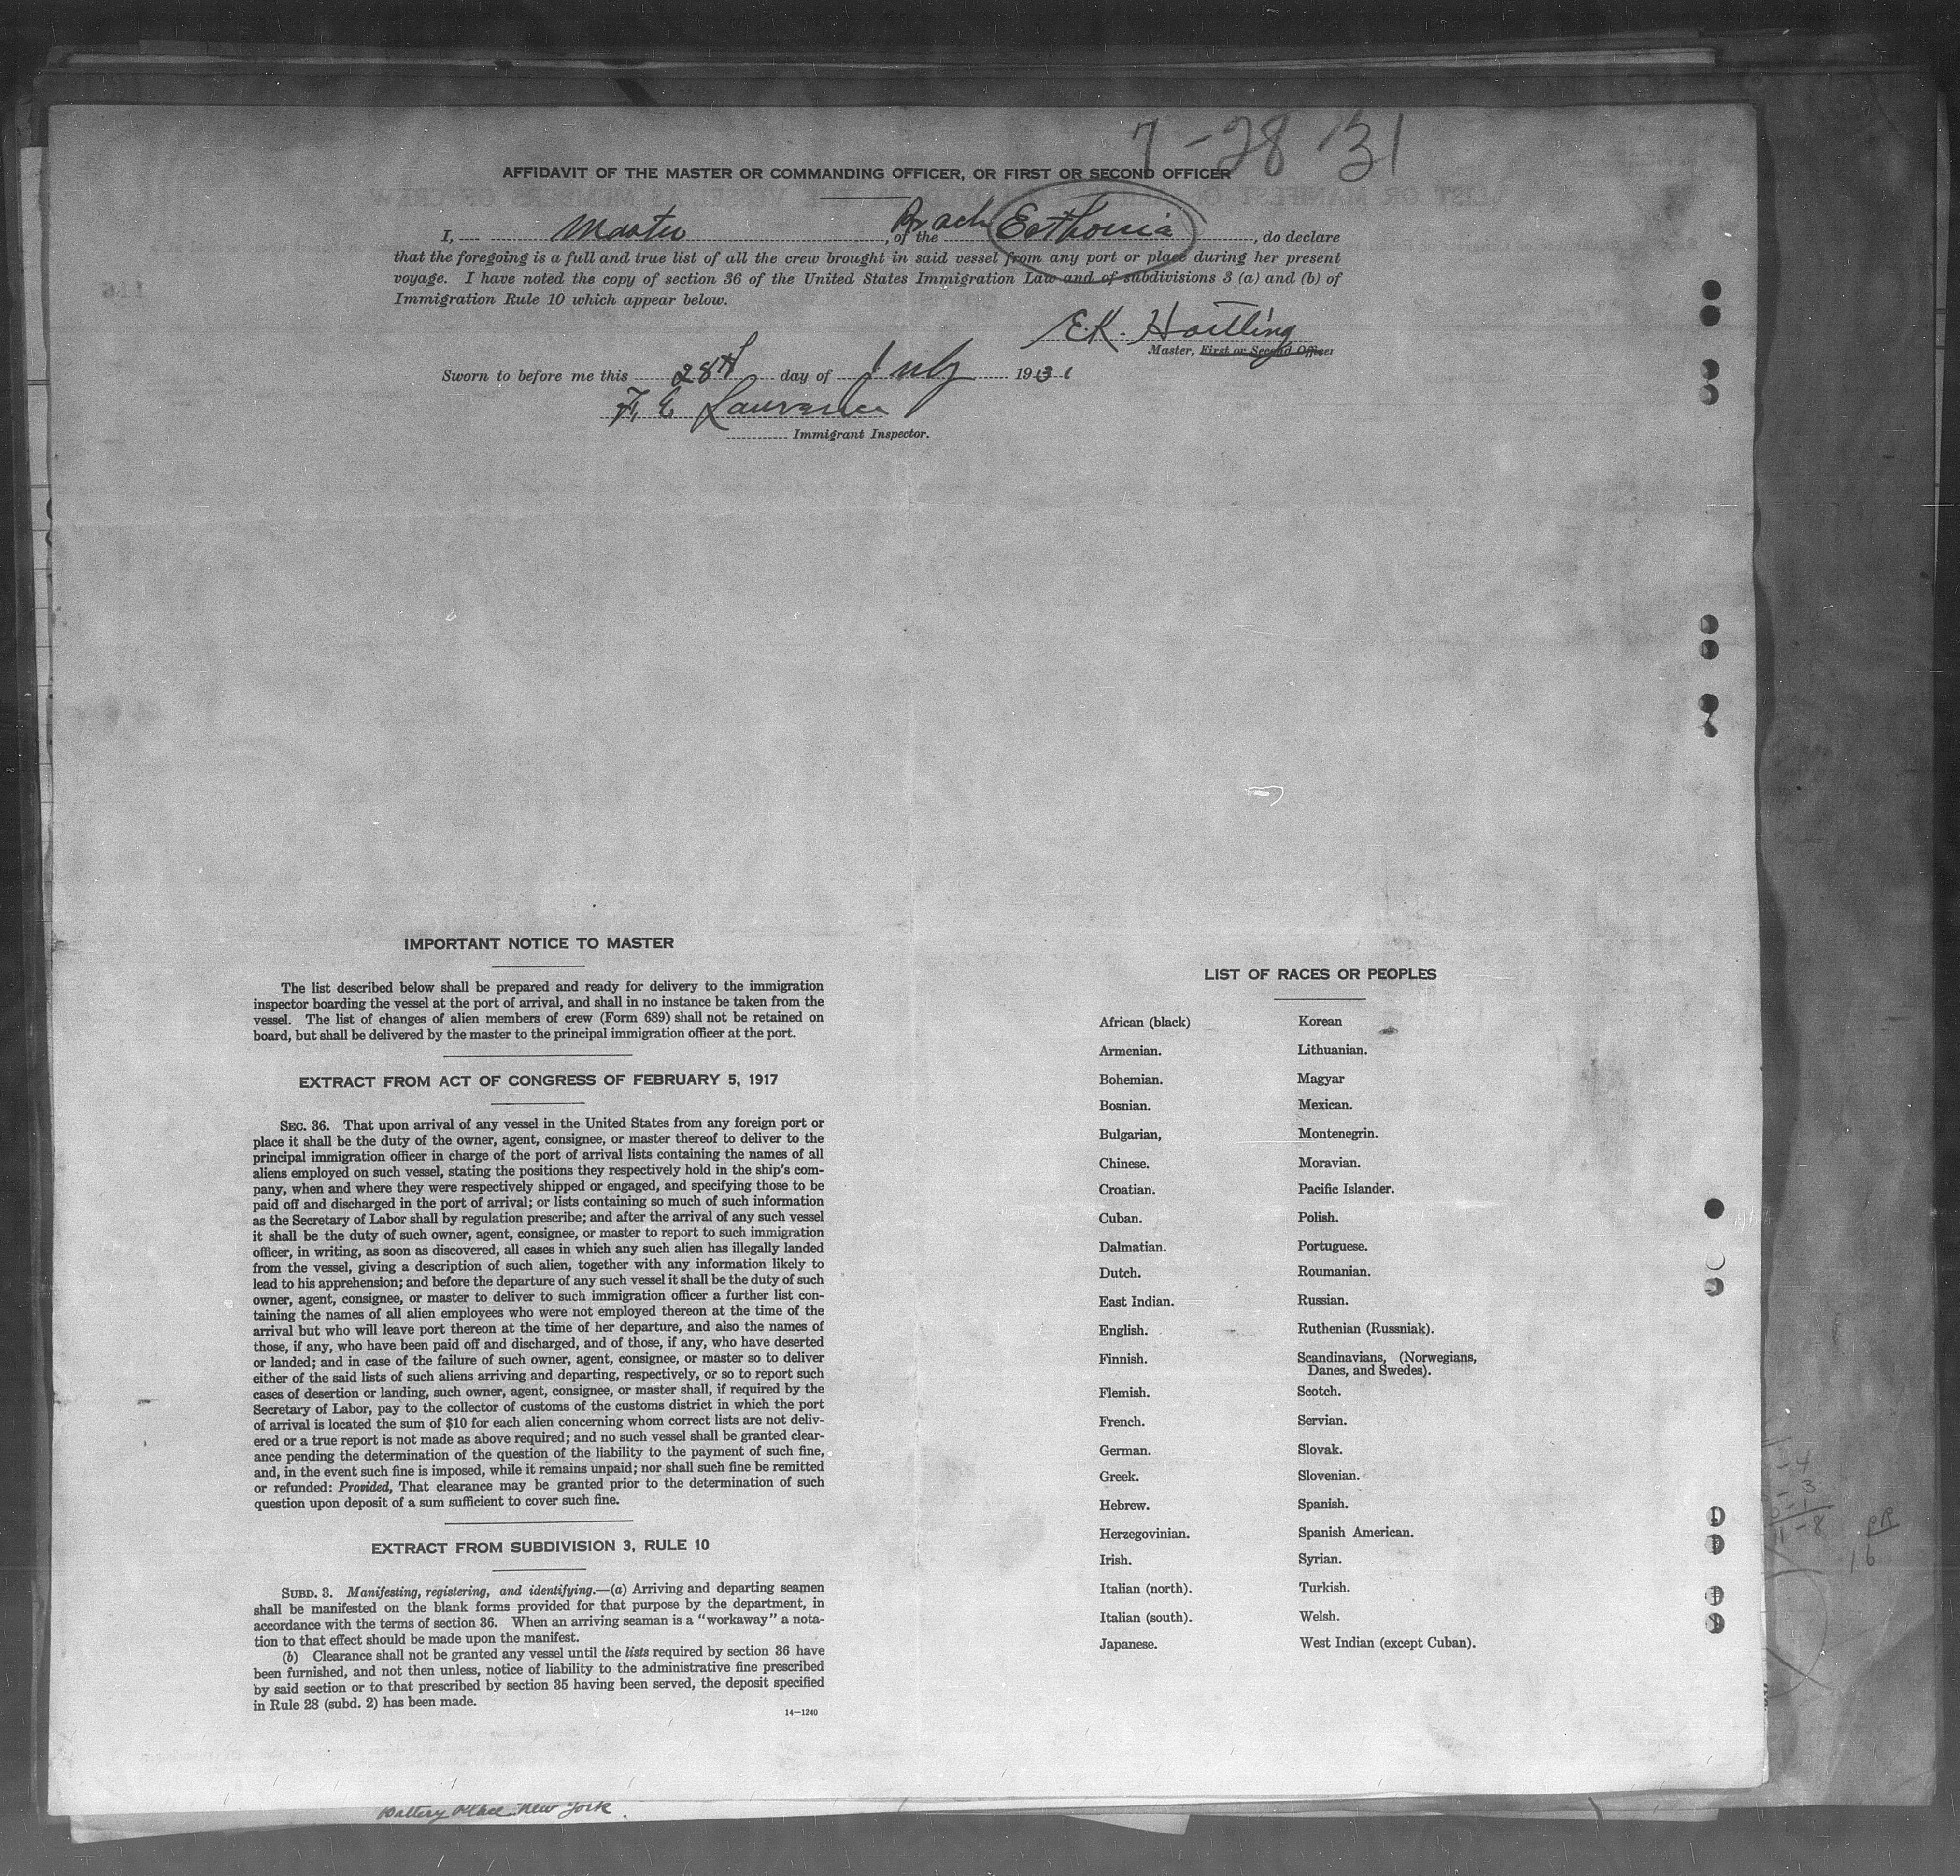 7-28 31
AFFIDAVIT OF THE MASTER OR COMMANDING OFFICER, OR FIRST OR SECOND OFFICER
I, Master, of the Esthonia, do declare
that the foregoing is a full and true list of all the crew brought in said vessel from any port or place during her present
voyage. I have noted the copy of section 36 of the United States Immigration Law and of subdivisions 3 (a) and (b) of
Immigration Rule 10 which appear below.
E.K. Hartling
Master, First or Second Officer
Sworn to before me this 28th day of July 1931
F. E. Lawrence
Immigrant Inspector.
IMPORTANT NOTICE TO MASTER
The list described below shall be prepared and ready for delivery to the immigration
inspector boarding the vessel at the port of arrival, and shall in no instance be taken from the
vessel. The list of changes of alien members of crew (Form 689) shall not be retained on
board, but shall be delivered by the master to the principal immigration officer at the port.
EXTRACT FROM ACT OF CONGRESS OF FEBRUARY 5, 1917
SEC. 36. That upon arrival of any vessel in the United States from any foreign port or
place it shall be the duty of the owner, agent, consignee, or master thereof to deliver to the
principal immigration officer in charge of the port of arrival lists containing the names of all
aliens employed on such vessel, stating the positions they respectively hold in the ship's com-
pany, when and where they were respectively shipped or engaged, and specifying those to be
paid off and discharged in the port of arrival; or lists containing so much of such information
as the Secretary of Labor shall by regulation prescribe; and after the arrival of any such vessel
it shall be the duty of such owner, agent, consignee, or master to report to such immigration
officer, in writing, as soon as discovered, all cases in which any such alien has illegally landed
from the vessel, giving a description of such alien, together with any information likely to
lead to his apprehension; and before the departure of any such vessel it shall be the duty of such
owner, agent, consignee, or master to deliver to such immigration officer a further list con-
taining the names of all alien employees who were not employed thereon at the time of the
arrival but who will leave port thereon at the time of her departure, and also the names of
those, if any, who have been paid off and discharged, and of those, if any, who have deserted
or landed; and in case of the failure of such owner, agent, consignee, or master so to deliver
either of the said lists of such aliens arriving and departing, respectively, or so to report such
cases of desertion or landing, such owner, agent, consignee, or master shall, if required by the
Secretary of Labor, pay to the collector of customs of the customs district in which the port
of arrival is located the sum of $10 for each alien concerning whom correct lists are not deliv-
ered or a true report is not made as above required; and no such vessel shall be granted clear-
ance pending the determination of the question of the liability to the payment of such fine,
and, in the event such fine is imposed, while it remains unpaid; nor shall such fine be remitted
or refunded: Provided, That clearance may be granted prior to the determination of such
question upon deposit of a sum sufficient to cover such fine.
EXTRACT FROM SUBDIVISION 3, RULE 10
SUBD. 3. Manifesting, registering, and identifying.—(a) Arriving and departing seamen
shall be manifested on the blank forms provided for that purpose by the department, in
accordance with the terms of section 36. When an arriving seaman is a "workaway" a nota-
tion to that effect should be made upon the manifest.
(b) Clearance shall not be granted any vessel until the lists required by section 36 have
been furnished, and not then unless, notice of liability to the administrative fine prescribed
by said section or to that prescribed by section 35 having been served, the deposit specified
in Rule 28 (subd. 2) has been made.
14—1240
LIST OF RACES OR PEOPLES
African (black)
Armenian.
Bohemian.
Bosnian.
Bulgarian,
Chinese.
Croatian.
Cuban.
Dalmatian.
Dutch.
East Indian.
English.
Finnish.
Flemish.
French.
German.
Greek.
Hebrew.
Herzegovinian.
Irish.
Italian (north).
Italian (south).
Japanese.
Korean
Lithuanian.
Magyar
Mexican.
Montenegrin.
Moravian.
Pacific Islander.
Polish.
Portuguese.
Roumanian.
Russian.
Ruthenian (Russniak).
Scandinavians, (Norwegians,
Danes, and Swedes).
Scotch.
Servian.
Slovak.
Slovenian.
Spanish.
Spanish American.
Syrian.
Turkish.
Welsh.
West Indian (except Cuban).
Battery Place New York